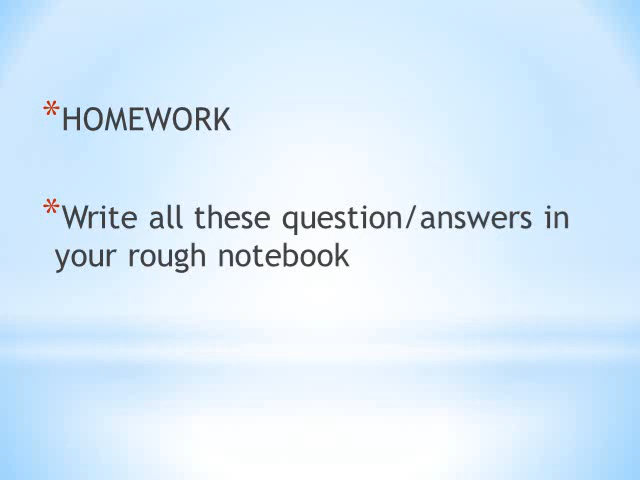 *HOMEWORK
*Write all these question/answers in
your rough notebook